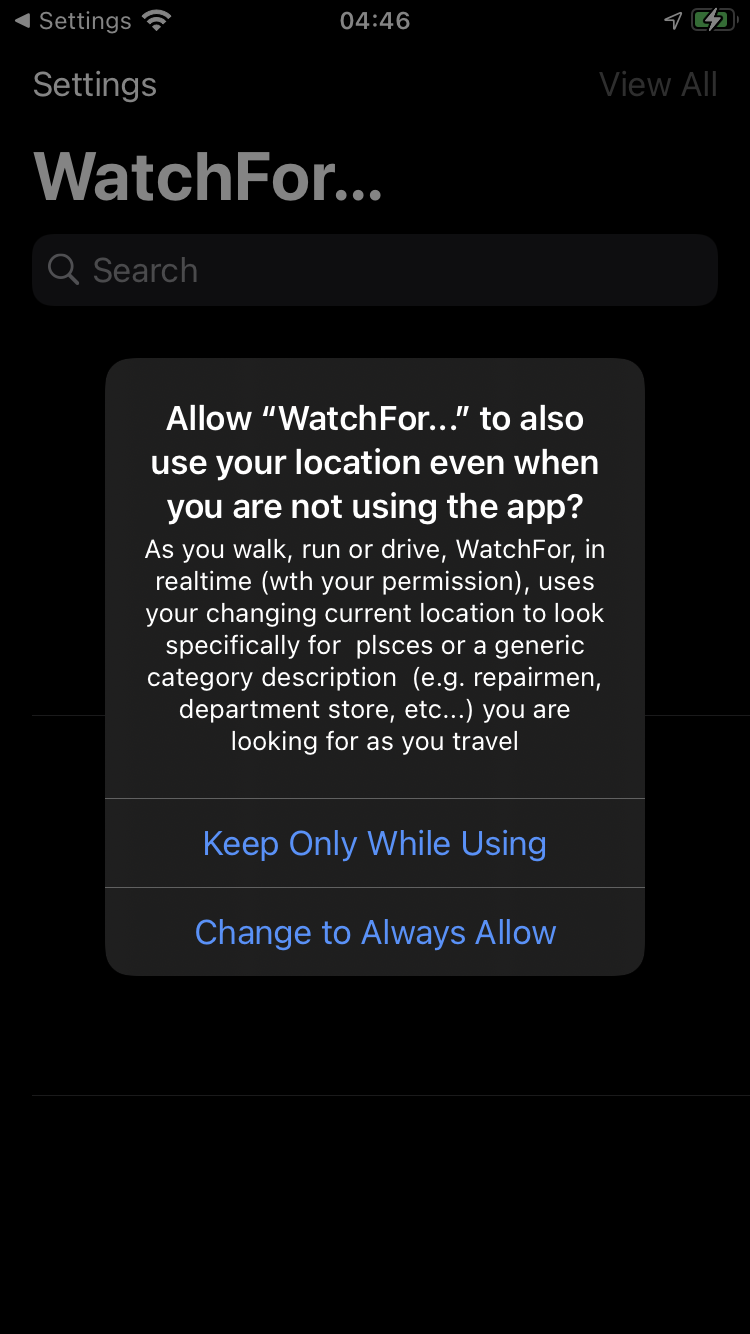 Settings 04:46
Settings View All
WatchFor...
Search
Allow “WatchFor...” to also
use your location even when
you are not using the app?
As you walk, run or drive, WatchFor, in
realtime (wth your permission), uses
your changing current location to look
specifically for  plsces or a generic
category description  (e.g. repairmen,
department store, etc...) you are
looking for as you travel
Keep Only While Using
Change to Always Allow